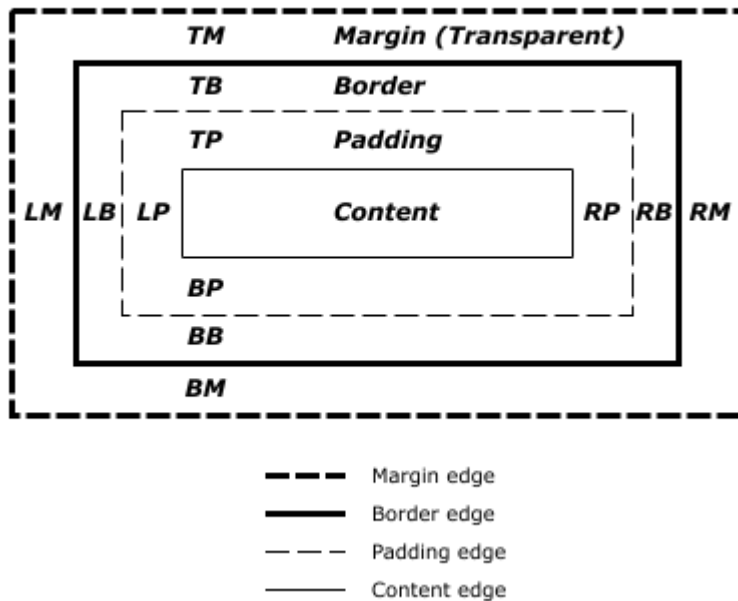 TM Margin (Transparent)
TB Border
TP Padding
LM LB LP Content RP RB RM
BP
BB
BM
Margin edge
Border edge
Padding edge
Content edge